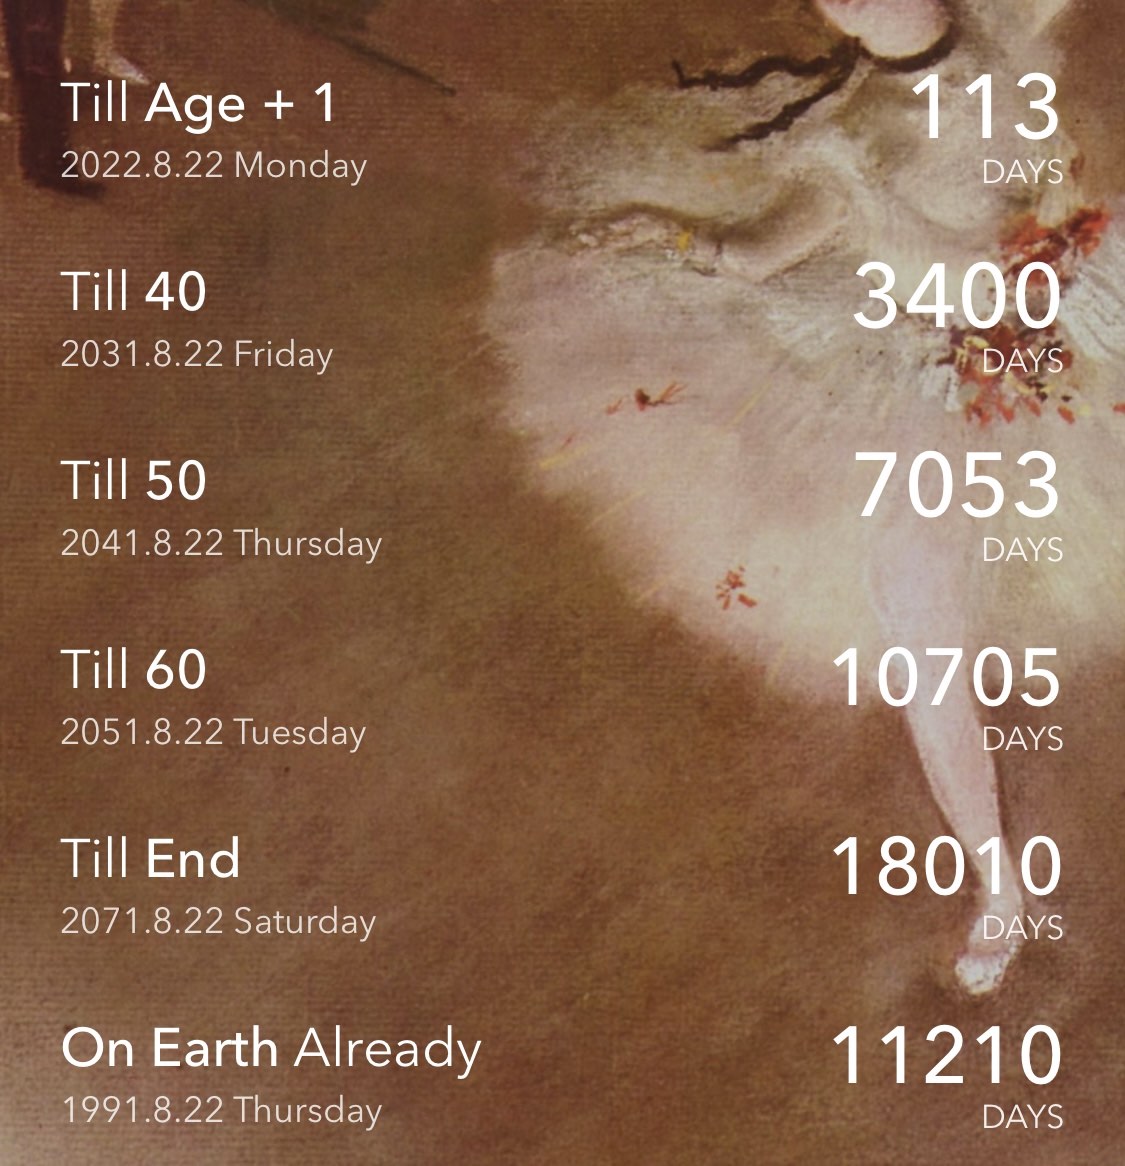 Till Age + 1
113
2022.8.22 Monday
DAYS
Till 40
3400
2031.8.22 Friday
DAYS
Till 50
7053
2041.8.22 Thursday
DAYS
Till 60
10705
2051.8.22 Tuesday
DAYS
Till End
18010
2071.8.22 Saturday
DAYS
On Earth Already
11210
1991.8.22 Thursday
DAYS